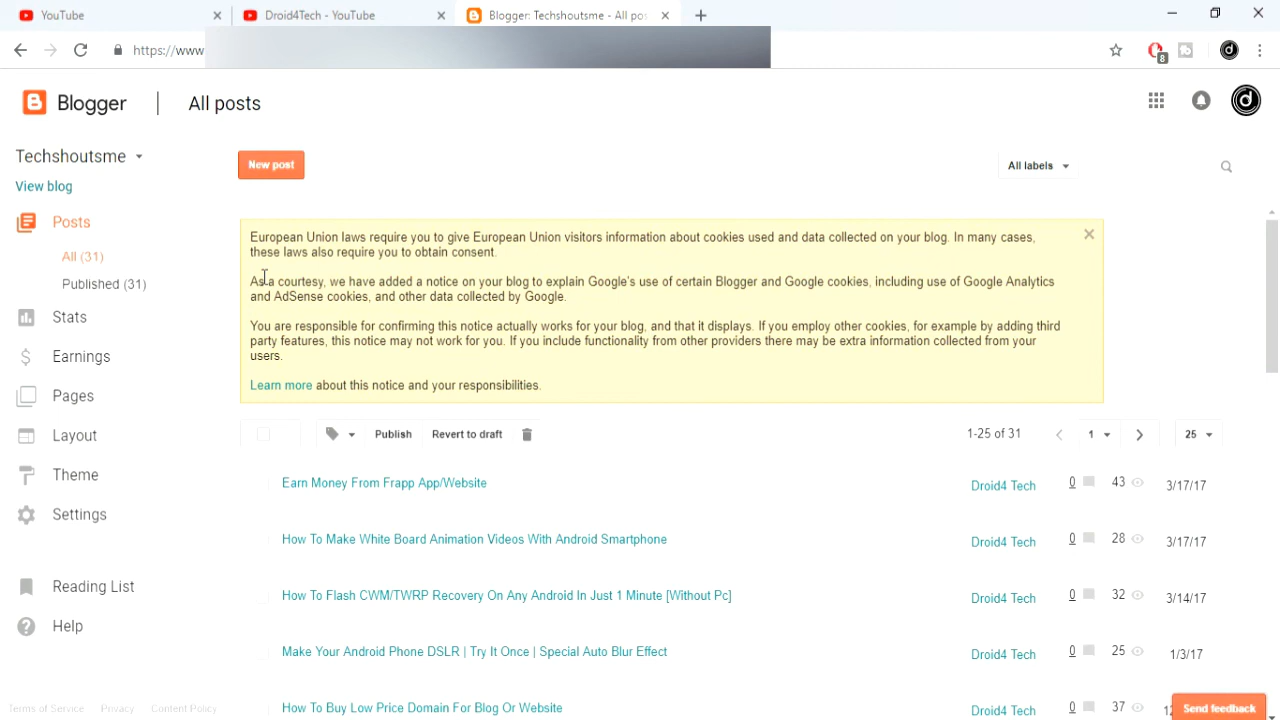 YouTube
Droid4Tech - YouTube
Blogger: Techshoutsme - All pos
https://www
8
Blogger
All posts
Techshoutsme
View blog
New post
All labels
Posts
All (31)
Published (31)
Stats
Earnings
Pages
Layout
Theme
Settings
Reading List
Help
European Union laws require you to give European Union visitors information about cookies used and data collected on your blog. In many cases,
these laws also require you to obtain consent.
As a courtesy, we have added a notice on your blog to explain Google's use of certain Blogger and Google cookies, including use of Google Analytics
and AdSense cookies, and other data collected by Google.
You are responsible for confirming this notice actually works for your blog, and that it displays. If you employ other cookies, for example by adding third
party features, this notice may not work for you. If you include functionality from other providers there may be extra information collected from your
users.
Learn more about this notice and your responsibilities.
Publish Revert to draft 1-25 of 31 1 25
Earn Money From Frapp App/Website Droid4 Tech 0 43 3/17/17
How To Make White Board Animation Videos With Android Smartphone Droid4 Tech 0 28 3/17/17
How To Flash CWM/TWRP Recovery On Any Android In Just 1 Minute [Without Pc] Droid4 Tech 0 32 3/14/17
Make Your Android Phone DSLR | Try It Once | Special Auto Blur Effect Droid4 Tech 0 25 1/3/17
How To Buy Low Price Domain For Blog Or Website Droid4 Tech 0 37
Terms of Service Privacy Content Policy
Send feedback